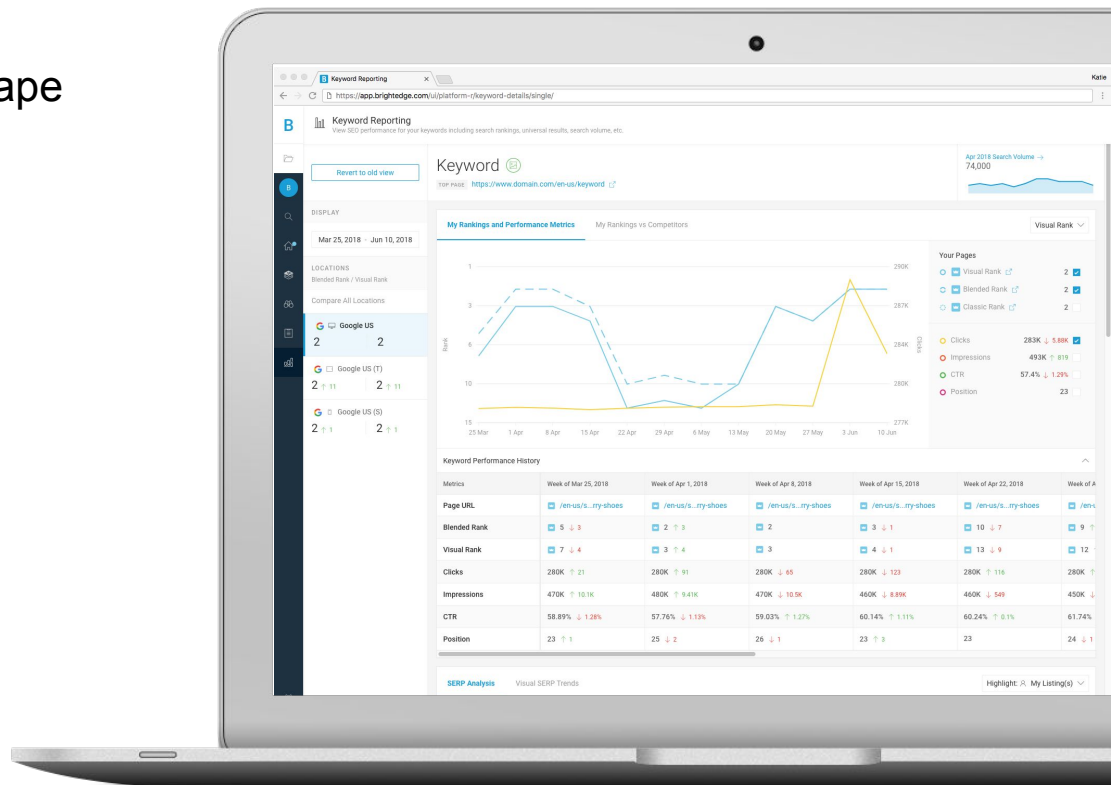 ape
Keyword Reporting ×
Katie
https://app.brightedge.com/ui/platform-r/keyword-details/single/
B Keyword Reporting
View SEO performance for your keywords including search rankings, universal results, search volume, etc.
Revert to old view
DISPLAY
Mar 25, 2018 - Jun 10, 2018
LOCATIONS
Blended Rank / Visual Rank
Compare All Locations
Google US
2 2
Google US (T)
2 ↑ 11 2 ↑ 11
Google US (S)
2 ↑ 1 2 ↑ 1
Keyword
TOP PAGE https://www.domain.com/en-us/keyword
Apr 2018 Search Volume →
74,000
My Rankings and Performance Metrics My Rankings vs Competitors Visual Rank
Rank
1
3
6
10
15
290K
287K
284K
280K
277K
Clicks
25 Mar 1 Apr 8 Apr 15 Apr 22 Apr 29 Apr 6 May 13 May 20 May 27 May 3 Jun 10 Jun
Your Pages
Visual Rank 2
Blended Rank 2
Classic Rank 2
Clicks 283K ↓ 5.88K
Impressions 493K ↑ 819
CTR 57.4% ↓ 1.29%
Position 23
Keyword Performance History
Metrics Week of Mar 25, 2018 Week of Apr 1, 2018 Week of Apr 8, 2018 Week of Apr 15, 2018 Week of Apr 22, 2018 Week of A
Page URL /en-us/s...rry-shoes /en-us/s...rry-shoes /en-us/s...rry-shoes /en-us/s...rry-shoes /en-us/s...rry-shoes /en-u
Blended Rank 5 ↓ 3 2 ↑ 3 2 3 ↓ 1 10 ↓ 7 9 ↑
Visual Rank 7 ↓ 4 3 ↑ 4 3 4 ↓ 1 13 ↓ 9 12
Clicks 280K ↑ 21 280K ↑ 91 280K ↓ 65 280K ↓ 123 280K ↑ 116 280K ↑
Impressions 470K ↑ 10.1K 480K ↑ 9.41K 470K ↓ 10.5K 460K ↓ 8.89K 460K ↓ 549 450K ↓
CTR 58.89% ↓ 1.28% 57.76% ↓ 1.13% 59.03% ↑ 1.27% 60.14% ↑ 1.11% 60.24% ↑ 0.1% 61.74%
Position 23 ↑ 1 25 ↓ 2 26 ↓ 1 23 ↑ 3 23 24 ↓ 1
SERP Analysis Visual SERP Trends Highlight: My Listing(s)